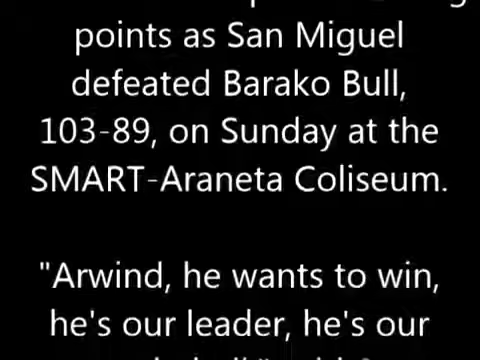 points as San Miguel
defeated Barako Bull,
103-89, on Sunday at the
SMART-Araneta Coliseum.
"Arwind, he wants to win,
he's our leader, he's our